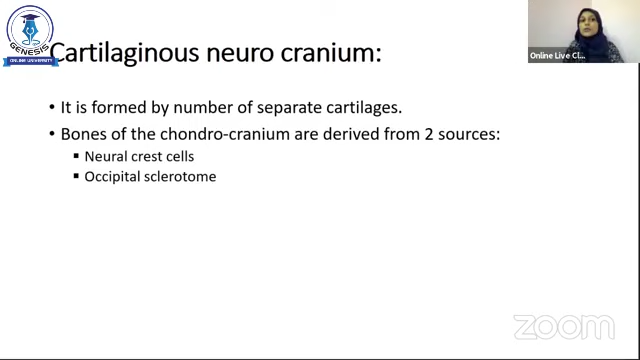 GENESIS
ONLINE UNIVERSITY
Cartilaginous neuro cranium:
Online Live Cl...
• It is formed by number of separate cartilages.
• Bones of the chondro-cranium are derived from 2 sources:
▪ Neural crest cells
▪ Occipital sclerotome
zoom